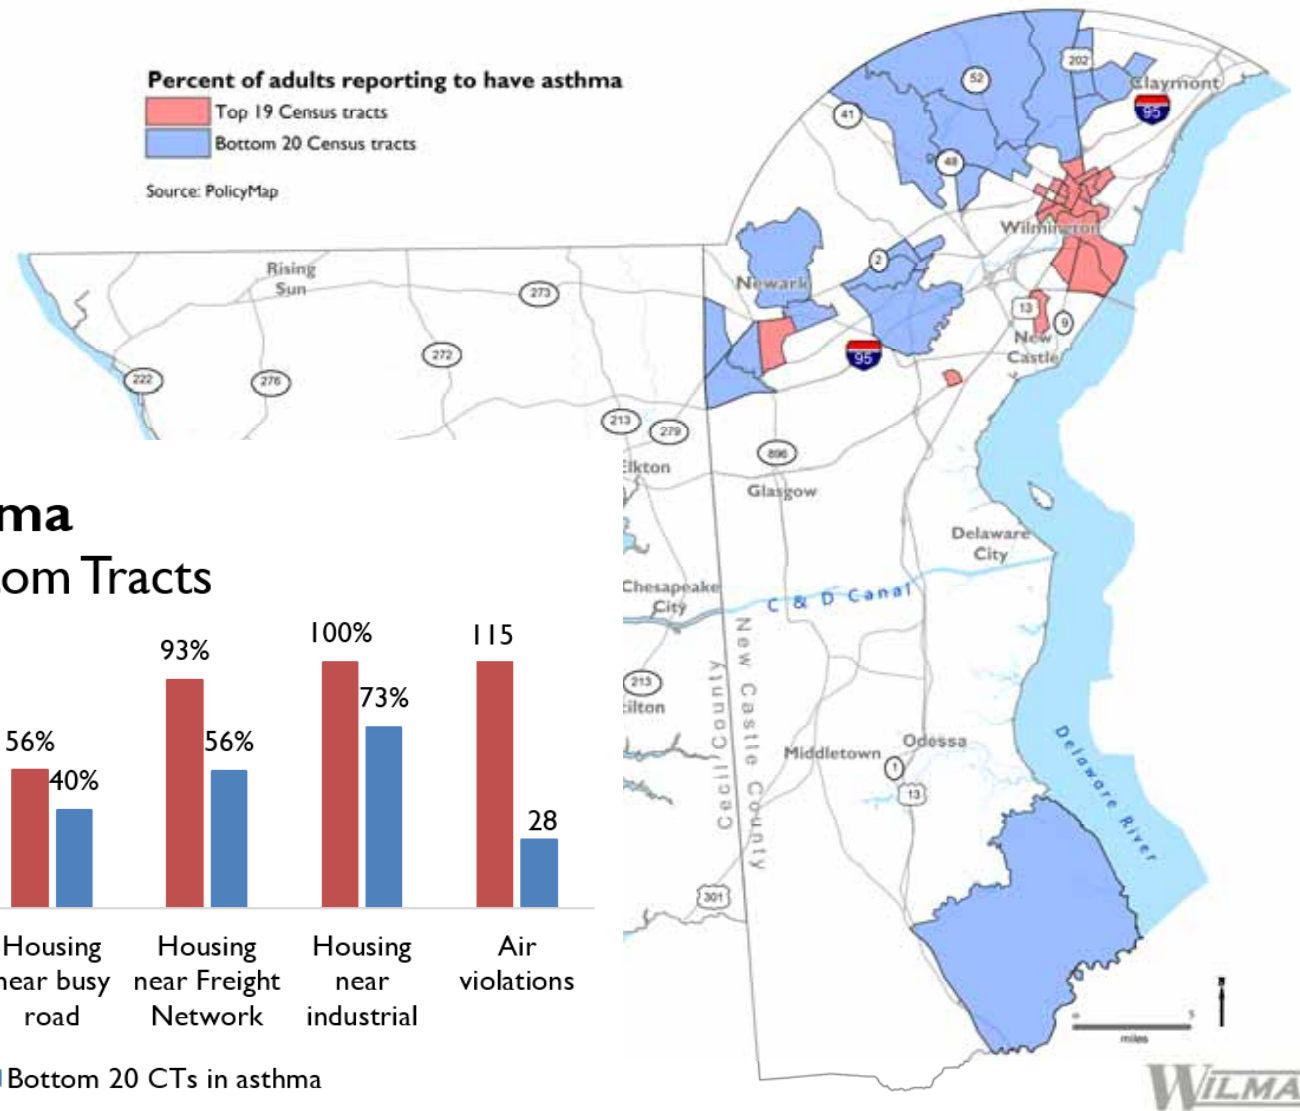 Percent of adults reporting to have asthma
Top 19 Census tracts
Bottom 20 Census tracts
Source: PolicyMap
202
52
Claymont
95
41
48
Wilmington
2
Rising
Sun
273
Newark
13
9
New
Castle
95
272
222
276
213
279
896
Elkton
Glasgow
Delaware
City
Chesapeake
City
C & D Canal
213
cilton
Cecil County
New Castle County
Middletown
Odessa
1
13
Delaware River
301
5
miles
WILMA
ma
om Tracts
56%
40%
93%
56%
100%
73%
115
28
Housing
near busy
road
Housing
near Freight
Network
Housing
near
industrial
Air
violations
Bottom 20 CTs in asthma